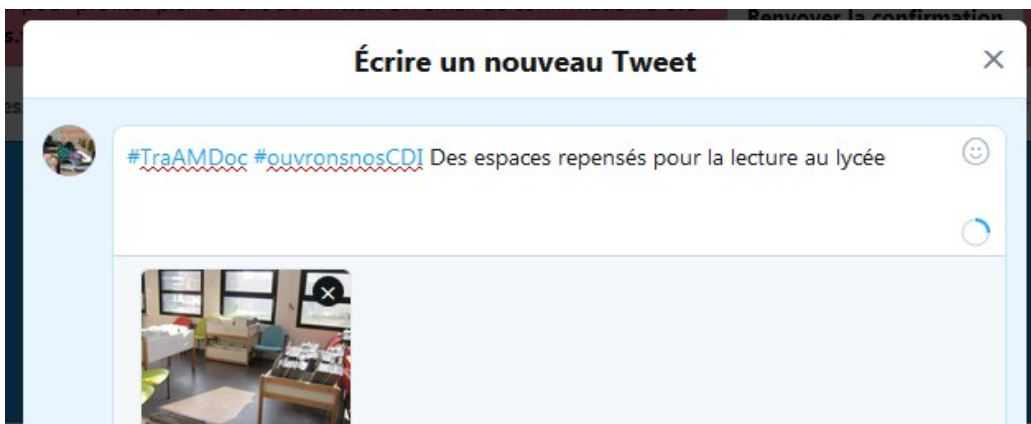 Renvoyer la confirmation
Écrire un nouveau Tweet
#TraAMDoc #ouvronsnosCDI Des espaces repensés pour la lecture au lycée